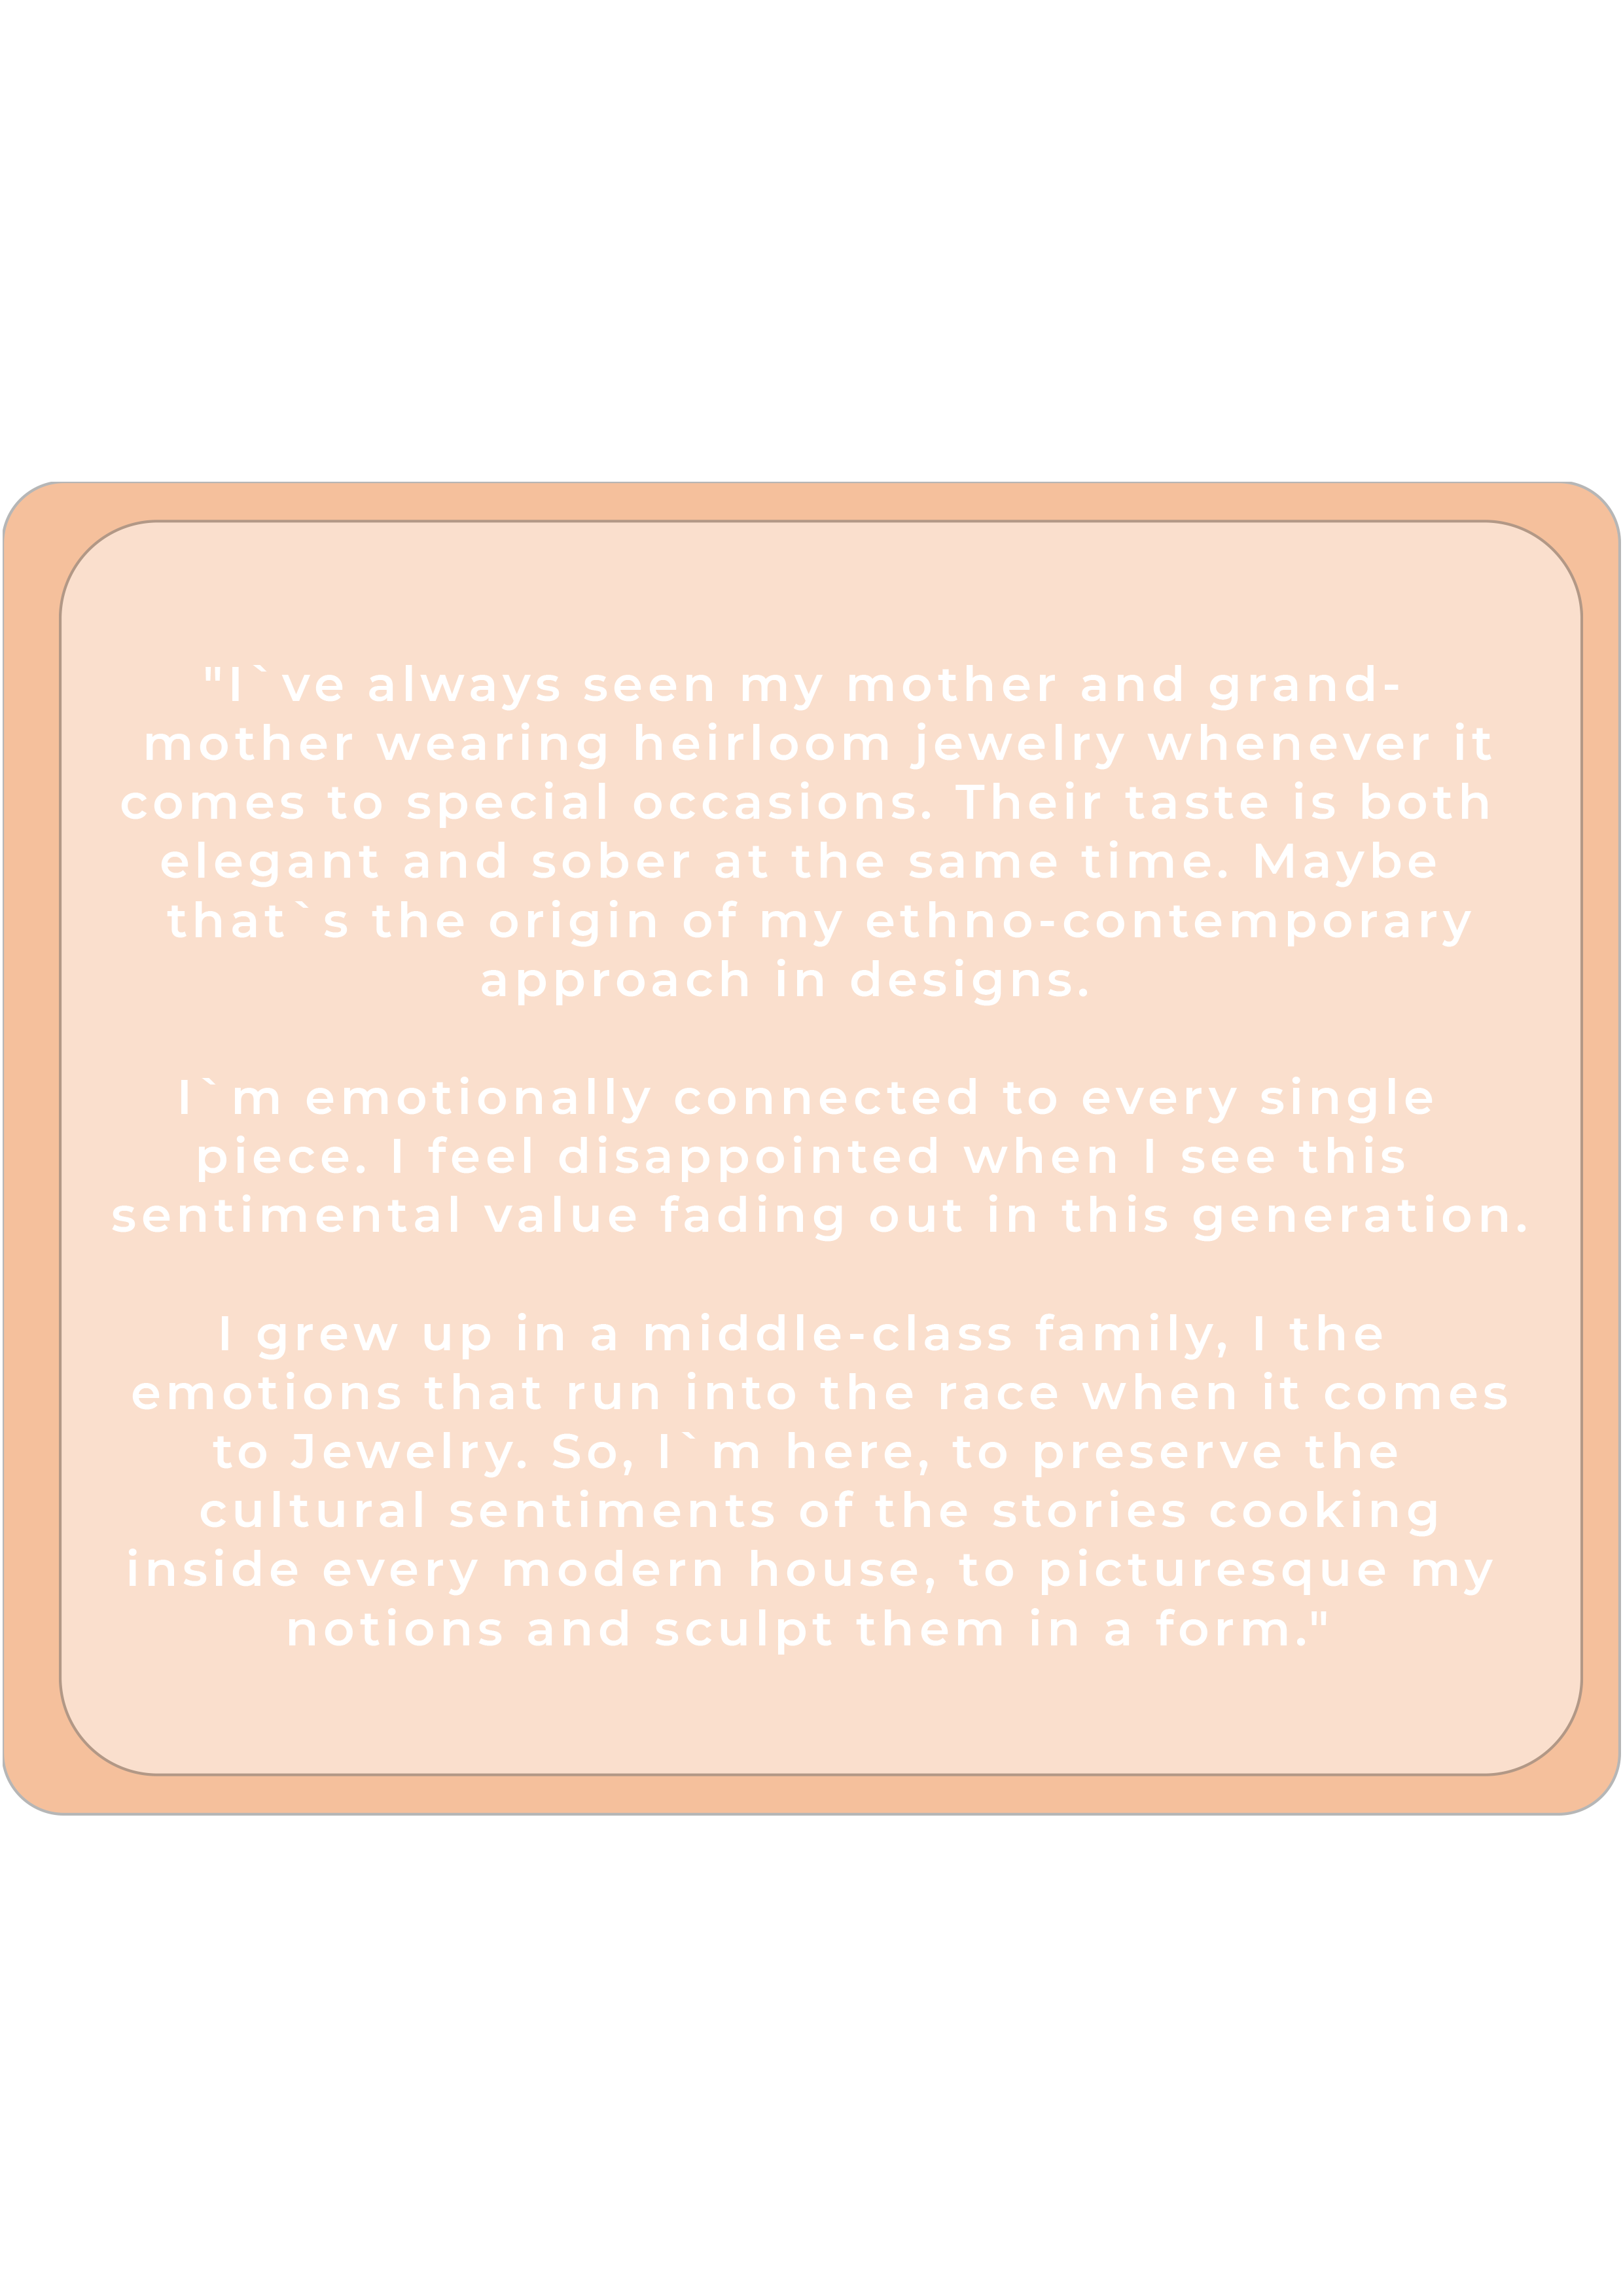 "I`ve always seen my mother and grand-
mother wearing heirloom jewelry whenever it
comes to special occasions. Their taste is both
elegant and sober at the same time. Maybe
that`s the origin of my ethno-contemporary
approach in designs.
I`m emotionally connected to every single
piece. I feel disappointed when I see this
sentimental value fading out in this generation.
I grew up in a middle-class family, I the
emotions that run into the race when it comes
to Jewelry. So, I`m here, to preserve the
cultural sentiments of the stories cooking
inside every modern house, to picturesque my
notions and sculpt them in a form."